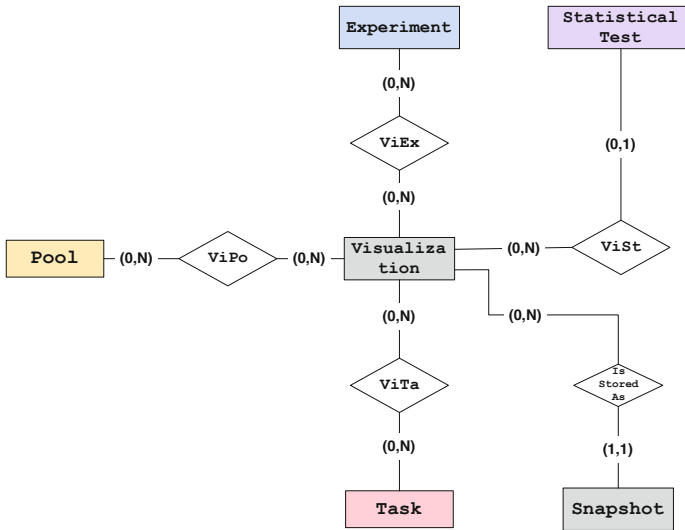 Experiment
Statistical
Test
(0,N)
ViEx
(0,1)
(0,N)
Pool
(0,N)
ViPo
(0,N)
Visualiza
tion
(0,N)
ViSt
(0,N)
(0,N)
ViTa
Is
Stored
As
(0,N)
(1,1)
Task
Snapshot